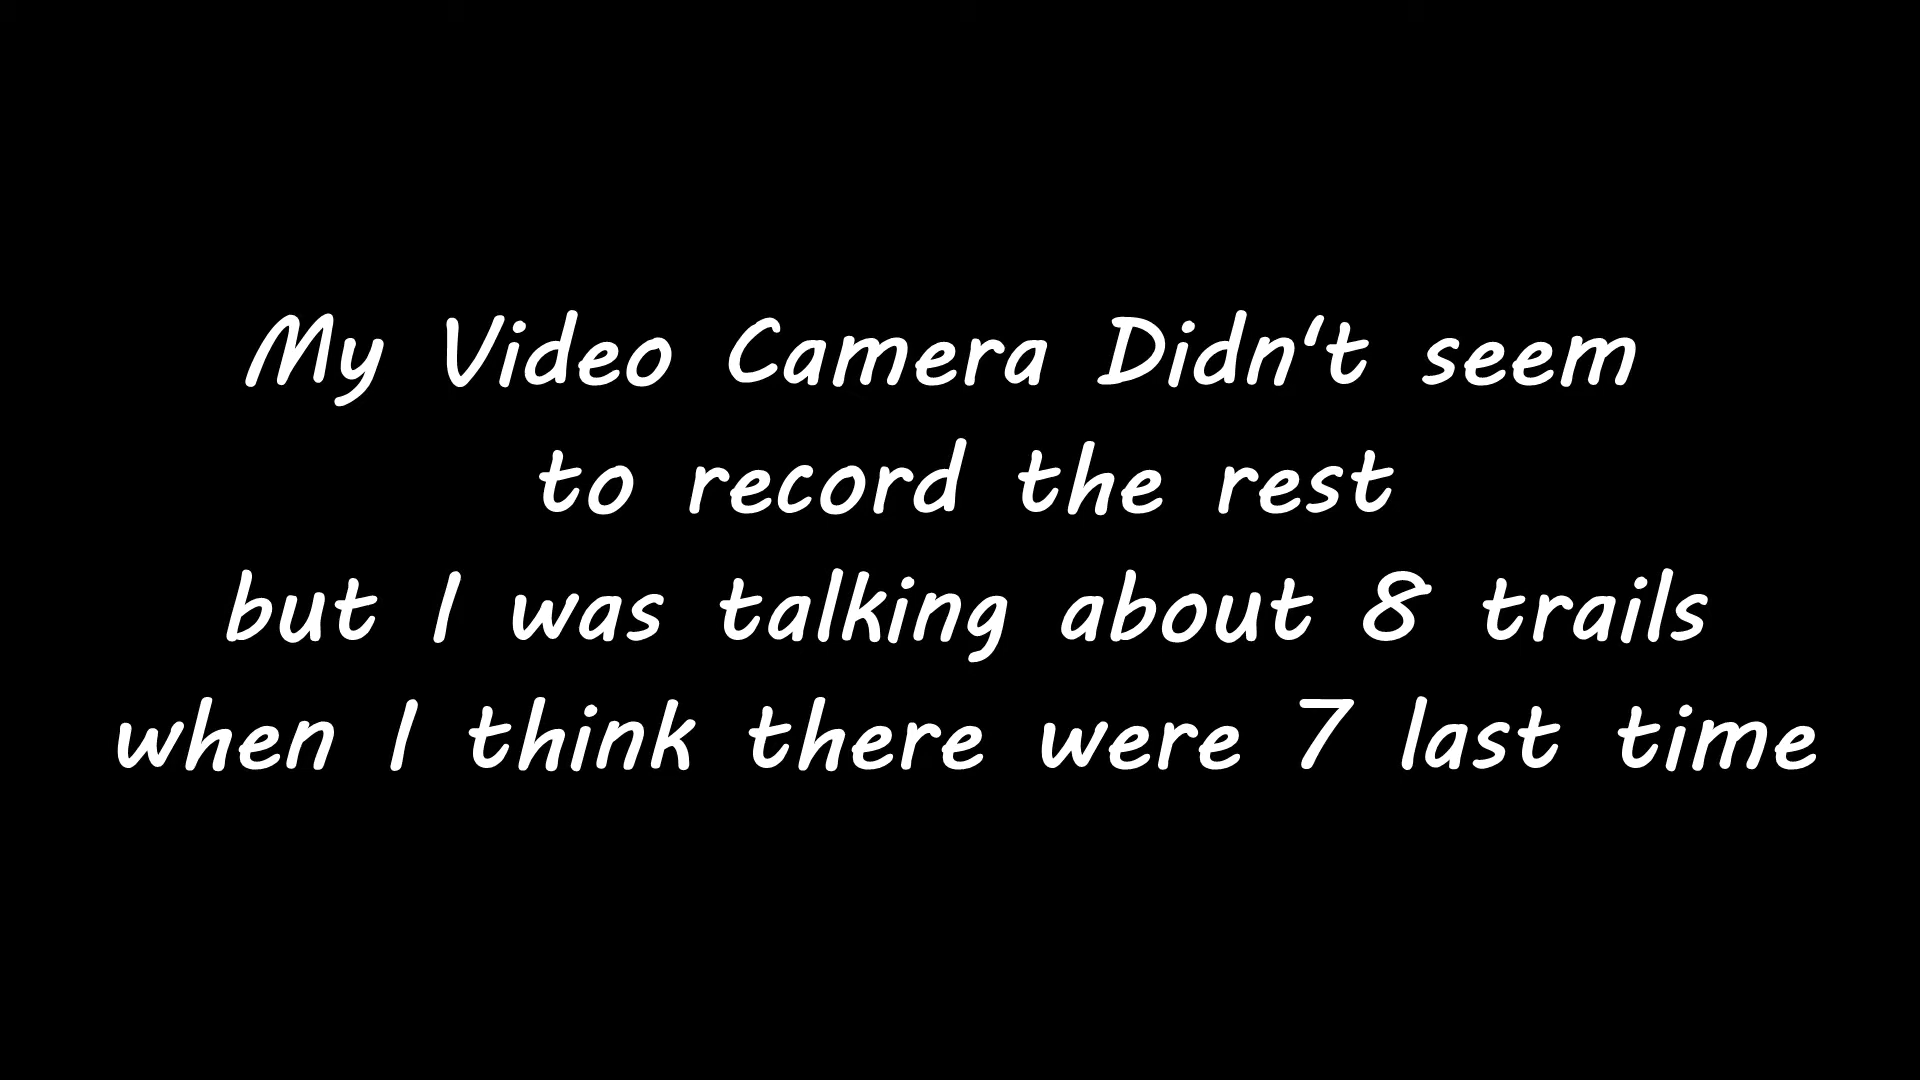 My Video Camera Didn't seem
to record the rest
but I was talking about 8 trails
when I think there were 7 last time